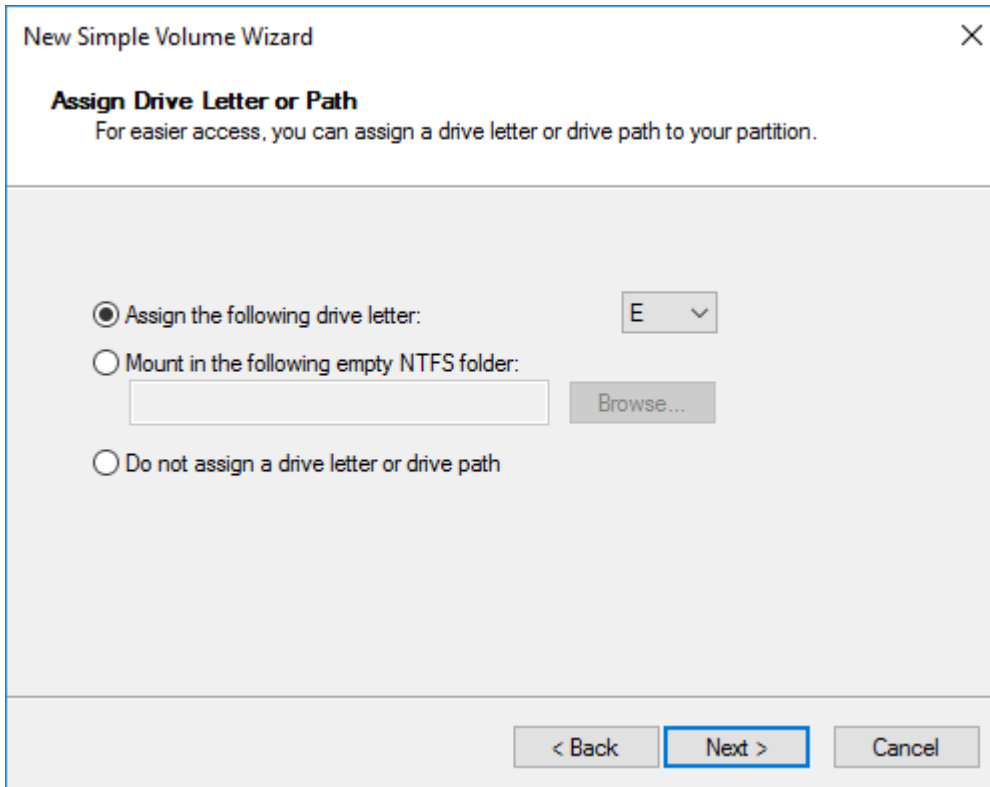 New Simple Volume Wizard
Assign Drive Letter or Path
For easier access, you can assign a drive letter or drive path to your partition.
Assign the following drive letter: E
Mount in the following empty NTFS folder:
Browse...
Do not assign a drive letter or drive path
< Back Next > Cancel